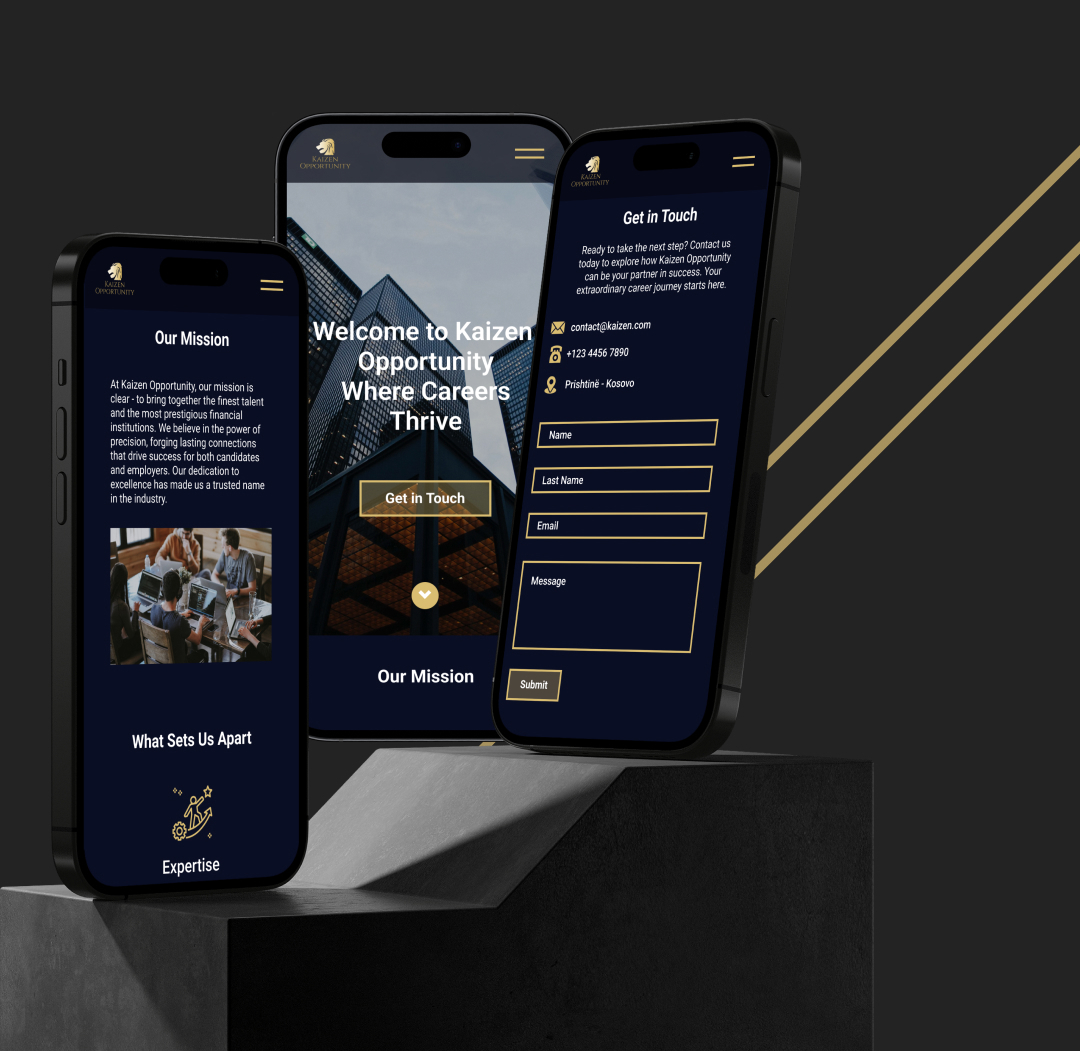 KAIZEN
OPPORTUNITY
Our Mission
At Kaizen Opportunity, our mission is
clear - to bring together the finest talent
and the most prestigious financial
institutions. We believe in the power of
precision, forging lasting connections
that drive success for both candidates
and employers. Our dedication to
excellence has made us a trusted name
in the industry.
What Sets Us Apart
Expertise
KAIZEN
OPPORTUNITY
Welcome to Kaizen
Opportunity
Where Careers
Thrive
Get in Touch
Our Mission
KAIZEN
OPPORTUNITY
Get in Touch
Ready to take the next step? Contact us
today to explore how Kaizen Opportunity
can be your partner in success. Your
extraordinary career journey starts here.
contact@kaizen.com
+123 4456 7890
Prishtinë - Kosovo
Name
Last Name
Email
Message
Submit